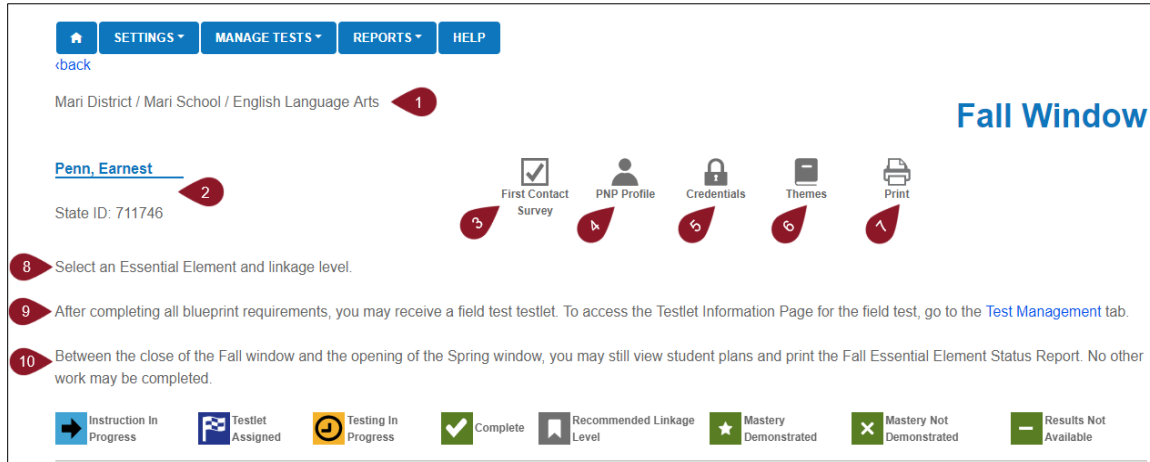 SETTINGS MANAGE TESTS REPORTS HELP
‹back
Mari District / Mari School / English Language Arts 1
Fall Window
Penn, Earnest
2
State ID: 711746
First Contact Survey
PNP Profile
Credentials
Themes
Print
3 4 5 6 7
8 Select an Essential Element and linkage level.
9 After completing all blueprint requirements, you may receive a field test testlet. To access the Testlet Information Page for the field test, go to the Test Management tab.
10 Between the close of the Fall window and the opening of the Spring window, you may still view student plans and print the Fall Essential Element Status Report. No other
work may be completed.
Instruction In Progress
Testlet Assigned
Testing In Progress
Complete
Recommended Linkage Level
Mastery Demonstrated
Mastery Not Demonstrated
Results Not Available